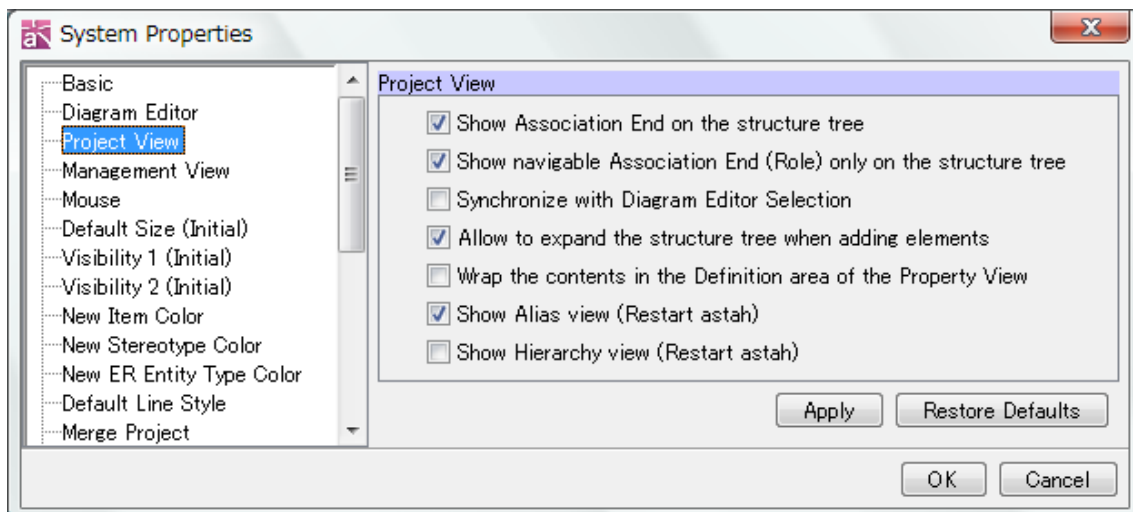 System Properties
Basic
Diagram Editor
Project View
Management View
Mouse
Default Size (Initial)
Visibility 1 (Initial)
Visibility 2 (Initial)
New Item Color
New Stereotype Color
New ER Entity Type Color
Default Line Style
Merge Project
Project View
Show Association End on the structure tree
Show navigable Association End (Role) only on the structure tree
Synchronize with Diagram Editor Selection
Allow to expand the structure tree when adding elements
Wrap the contents in the Definition area of the Property View
Show Alias view (Restart astah)
Show Hierarchy view (Restart astah)
Apply
Restore Defaults
OK
Cancel